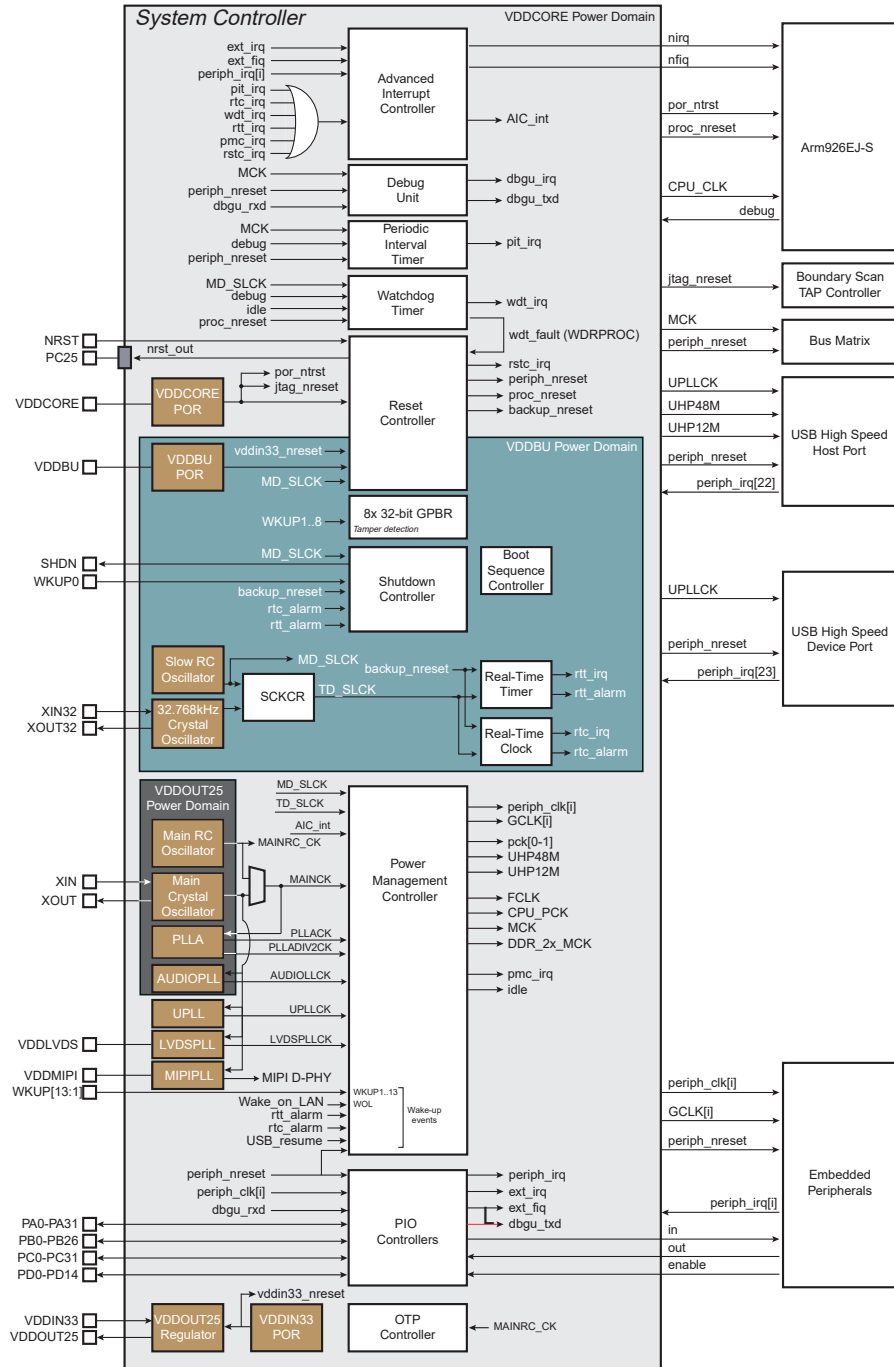 System Controller
VDDCORE Power Domain
ext_irq
ext_fiq
periph_irq[i]
pit_irq
rtc_irq
wdt_irq
rtt_irq
pmc_irq
rstc_irq
Advanced
Interrupt
Controller
AIC_int
nirq
nfiq
por_ntrst
proc_nreset
CPU_CLK
debug
Arm926EJ-S
MCK
periph_nreset
dbgu_rxd
Debug
Unit
dbgu_irq
dbgu_txd
MCK
debug
periph_nreset
Periodic
Interval
Timer
pit_irq
MD_SLCK
debug
idle
proc_nreset
Watchdog
Timer
wdt_irq
wdt_fault (WDRPROC)
jtag_nreset
Boundary Scan
TAP Controller
MCK
periph_nreset
Bus Matrix
NRST
PC25
nrst_out
VDDCORE
VDDCORE
POR
por_ntrst
jtag_nreset
Reset
Controller
rstc_irq
periph_nreset
proc_nreset
backup_nreset
UPLLCK
UHP48M
UHP12M
periph_nreset
periph_irq[22]
USB High Speed
Host Port
VDDBU Power Domain
VDDBU
VDDBU
POR
vddin33_nreset
MD_SLCK
WKUP1..8
8x 32-bit GPBR
Tamper detection
SHDN
WKUP0
MD_SLCK
backup_nreset
rtc_alarm
rtt_alarm
Shutdown
Controller
Boot
Sequence
Controller
UPLLCK
periph_nreset
periph_irq[23]
USB High Speed
Device Port
Slow RC
Oscillator
MD_SLCK
backup_nreset
SCKCR
TD_SLCK
XIN32
XOUT32
32.768kHz
Crystal
Oscillator
Real-Time
Timer
rtt_irq
rtt_alarm
Real-Time
Clock
rtc_irq
rtc_alarm
VDDOUT25
Power Domain
MD_SLCK
TD_SLCK
AIC_int
Main RC
Oscillator
MAINRC_CK
XIN
XOUT
Main
Crystal
Oscillator
MAINCK
PLLA
PLLACK
PLLADIV2CK
AUDIOPLL
AUDIOLLCK
UPLL
UPLLCK
VDDLVDS
LVDSPLL
LVDSPLLCK
VDDMIPI
MIPIPLL
MIPI D-PHY
WKUP[13:1]
WKUP1..13
Wake_on_LAN
WOL
rtt_alarm
rtc_alarm
USB_resume
Wake-up
events
Power
Management
Controller
periph_clk[i]
GCLK[i]
pck[0-1]
UHP48M
UHP12M
FCLK
CPU_PCK
MCK
DDR_2x_MCK
pmc_irq
idle
periph_nreset
periph_clk[i]
dbgu_rxd
PA0-PA31
PB0-PB26
PC0-PC31
PD0-PD14
PIO
Controllers
periph_irq
ext_irq
ext_fiq
dbgu_txd
periph_clk[i]
GCLK[i]
periph_nreset
periph_irq[i]
in
out
enable
Embedded
Peripherals
VDDIN33
VDDOUT25
VDDOUT25
Regulator
vddin33_nreset
VDDIN33
POR
OTP
Controller
MAINRC_CK